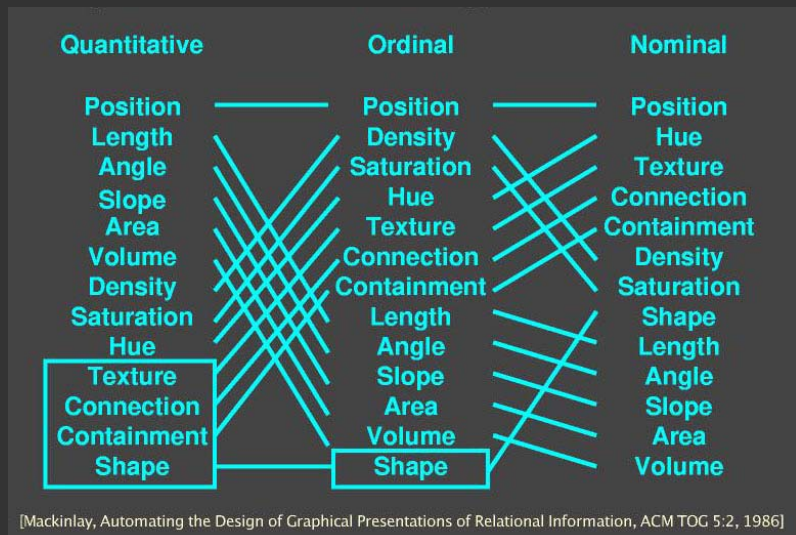 Quantitative Ordinal Nominal
Position Position Position
Length Density Hue
Angle Saturation Texture
Slope Hue Connection
Area Texture Containment
Volume Connection Density
Density Containment Saturation
Saturation Length Shape
Hue Angle Length
Texture Slope Angle
Connection Area Slope
Containment Volume Area
Shape Shape Volume
[Mackinlay, Automating the Design of Graphical Presentations of Relational Information, ACM TOG 5:2, 1986]